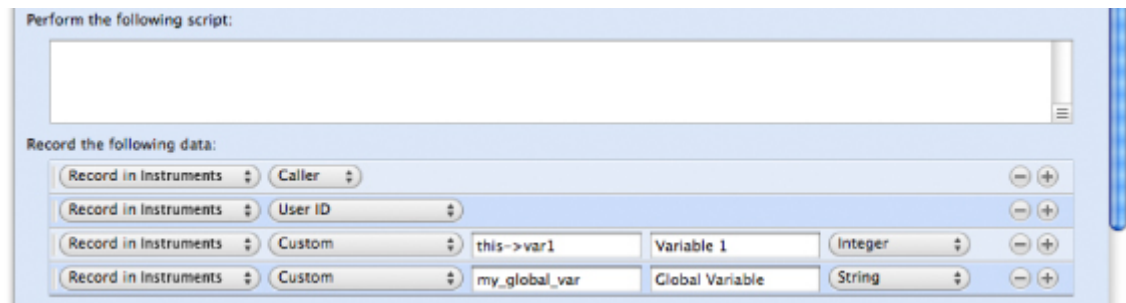 Perform the following script:
Record the following data:
Record in Instruments Caller
Record in Instruments User ID
Record in Instruments Custom this->var1 Variable 1 Integer
Record in Instruments Custom my_global_var Global Variable String